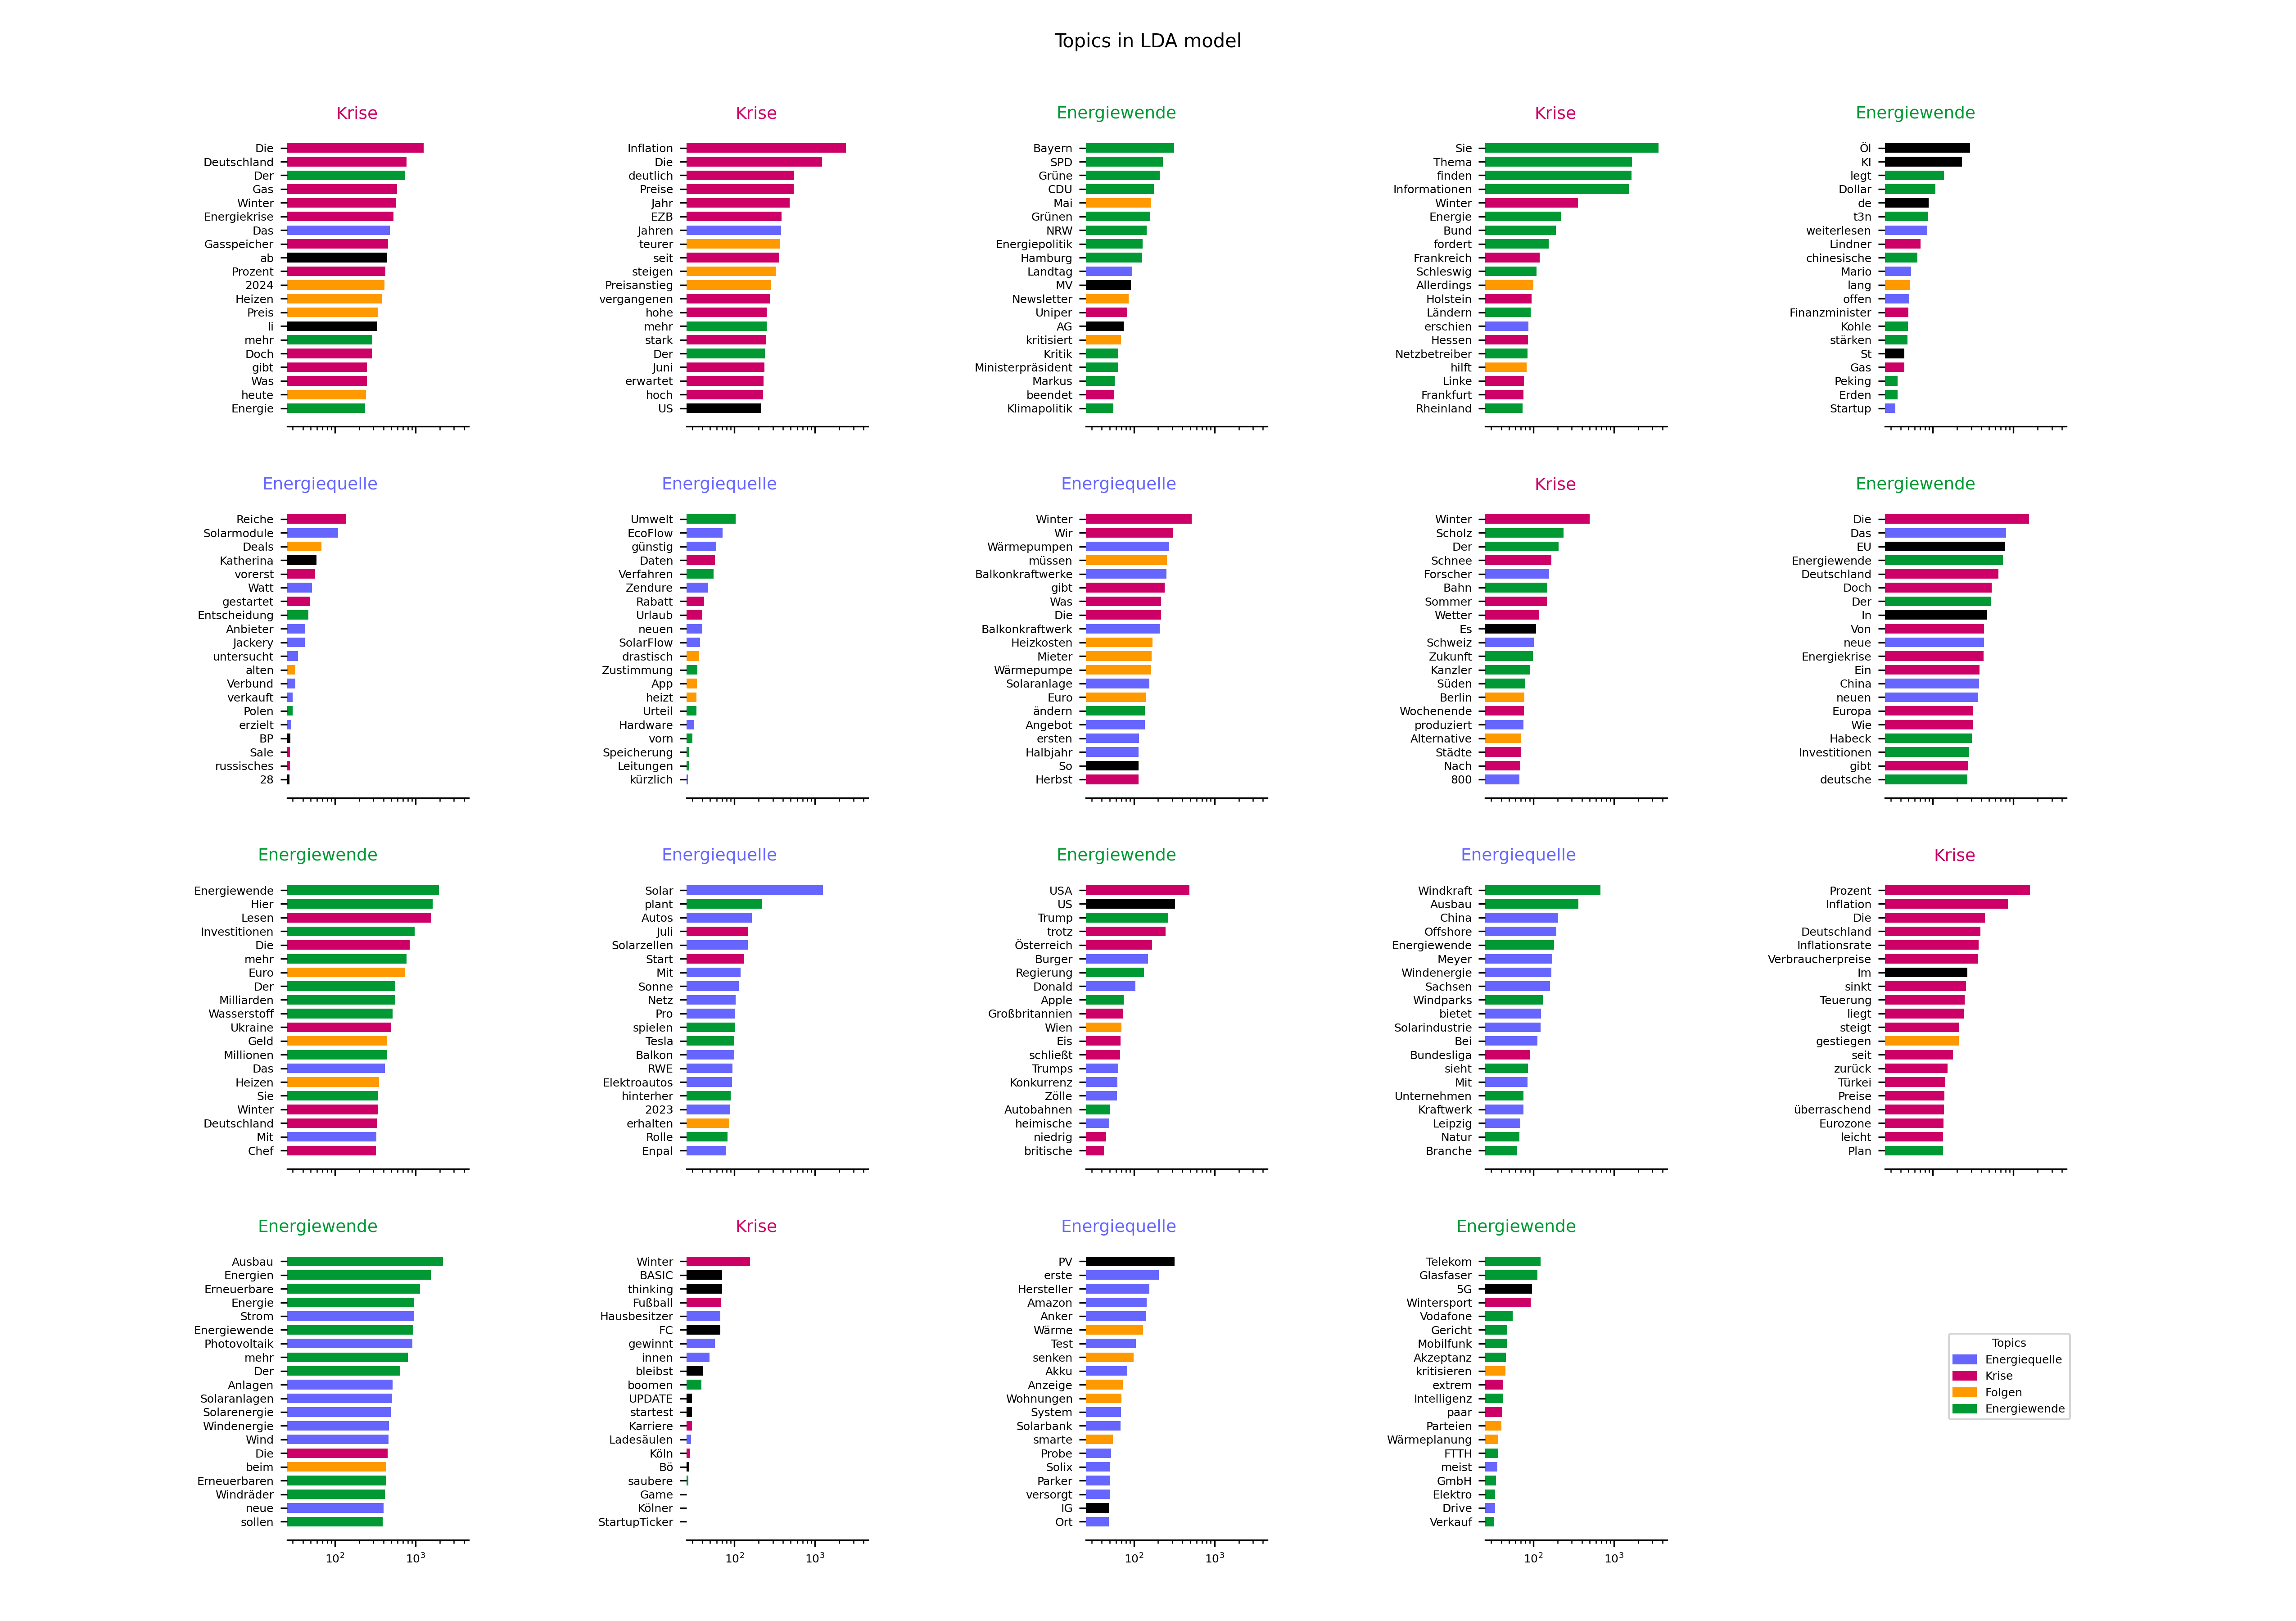 Topics in LDA model
Krise
Die
Deutschland
Der
Gas
Winter
Energiekrise
Das
Gasspeicher
ab
Prozent
2024
Heizen
Preis
li
mehr
Doch
gibt
Was
heute
Energie
Krise
Inflation
Die
deutlich
Preise
Jahr
EZB
Jahren
teurer
seit
steigen
Preisanstieg
vergangenen
hohe
mehr
stark
Der
Juni
erwartet
hoch
US
Energiewende
Bayern
SPD
Grüne
CDU
Mai
Grünen
NRW
Energiepolitik
Hamburg
Landtag
MV
Newsletter
Uniper
AG
kritisiert
Kritik
Ministerpräsident
Markus
beendet
Klimapolitik
Krise
Sie
Thema
finden
Informationen
Winter
Energie
Bund
fordert
Frankreich
Schleswig
Allerdings
Holstein
Ländern
erschien
Hessen
Netzbetreiber
hilft
Linke
Frankfurt
Rheinland
Energiewende
Öl
KI
legt
Dollar
de
t3n
weiterlesen
Lindner
chinesische
Mario
lang
offen
Finanzminister
Kohle
stärken
St
Gas
Peking
Erden
Startup
Energiequelle
Reiche
Solarmodule
Deals
Katherina
vorerst
Watt
gestartet
Entscheidung
Anbieter
Jackery
untersucht
alten
Verbund
verkauft
Polen
erzielt
BP
Sale
russisches
28
Energiequelle
Umwelt
EcoFlow
günstig
Daten
Verfahren
Zendure
Rabatt
Urlaub
neuen
SolarFlow
drastisch
Zustimmung
App
heizt
Urteil
Hardware
vorn
Speicherung
Leitungen
kürzlich
Energiequelle
Winter
Wir
Wärmepumpen
müssen
Balkonkraftwerke
gibt
Was
Die
Balkonkraftwerk
Heizkosten
Mieter
Wärmepumpe
Solaranlage
Euro
ändern
Angebot
ersten
Halbjahr
So
Herbst
Krise
Winter
Scholz
Der
Schnee
Forscher
Bahn
Sommer
Wetter
Es
Schweiz
Zukunft
Kanzler
Süden
Berlin
Wochenende
produziert
Alternative
Städte
Nach
800
Energiewende
Die
Das
EU
Energiewende
Deutschland
Doch
Der
In
Von
neue
Energiekrise
Ein
China
neuen
Europa
Wie
Habeck
Investitionen
gibt
deutsche
Energiewende
Energiewende
Hier
Lesen
Investitionen
Die
mehr
Euro
Der
Milliarden
Wasserstoff
Ukraine
Geld
Millionen
Das
Heizen
Sie
Winter
Deutschland
Mit
Chef
Energiequelle
Solar
plant
Autos
Juli
Solarzellen
Start
Mit
Sonne
Netz
Pro
spielen
Tesla
Balkon
RWE
Elektroautos
hinterher
2023
erhalten
Rolle
Enpal
Energiewende
USA
US
Trump
trotz
Österreich
Burger
Regierung
Donald
Apple
Großbritannien
Wien
Eis
schließt
Trumps
Konkurrenz
Zölle
Autobahnen
heimische
niedrig
britische
Energiequelle
Windkraft
Ausbau
China
Offshore
Energiewende
Meyer
Windenergie
Sachsen
Windparks
bietet
Solarindustrie
Bei
Bundesliga
sieht
Mit
Unternehmen
Kraftwerk
Leipzig
Natur
Branche
Krise
Prozent
Inflation
Die
Deutschland
Inflationsrate
Verbraucherpreise
Im
sinkt
Teuerung
liegt
steigt
gestiegen
seit
zurück
Türkei
Preise
überraschend
Eurozone
leicht
Plan
Energiewende
Ausbau
Energien
Erneuerbare
Energie
Strom
Energiewende
Photovoltaik
mehr
Der
Anlagen
Solaranlagen
Solarenergie
Windenergie
Wind
Die
beim
Erneuerbaren
Windräder
neue
sollen
10² 10³
Krise
Winter
BASIC
thinking
Fußball
Hausbesitzer
FC
gewinnt
innen
bleibst
boomen
UPDATE
startest
Karriere
Ladesäulen
Köln
Bö
saubere
Game
Kölner
StartupTicker
10² 10³
Energiequelle
PV
erste
Hersteller
Amazon
Anker
Wärme
Test
senken
Akku
Anzeige
Wohnungen
System
Solarbank
smarte
Probe
Solix
Parker
versorgt
IG
Ort
10² 10³
Energiewende
Telekom
Glasfaser
5G
Wintersport
Vodafone
Gericht
Mobilfunk
Akzeptanz
kritisieren
extrem
Intelligenz
paar
Parteien
Wärmeplanung
FTTH
meist
GmbH
Elektro
Drive
Verkauf
10² 10³
Topics
Energiequelle
Krise
Folgen
Energiewende